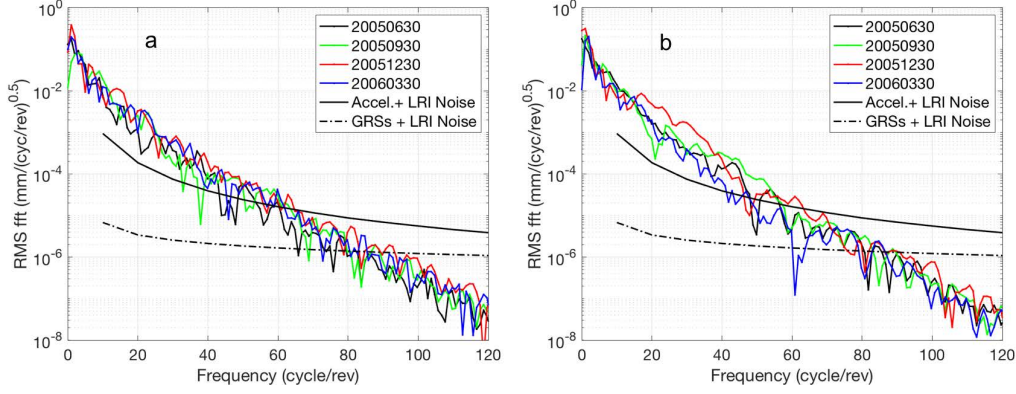 a
20050630
20050930
20051230
20060330
Accel.+ LRI Noise
GRSs + LRI Noise
RMS fft (mm/(cyc/rev)^0.5)
10^0
10^-2
10^-4
10^-6
10^-8
0 20 40 60 80 100 120
Frequency (cycle/rev)
b
20050630
20050930
20051230
20060330
Accel.+ LRI Noise
GRSs + LRI Noise
RMS fft (mm/(cyc/rev)^0.5)
10^0
10^-2
10^-4
10^-6
10^-8
0 20 40 60 80 100 120
Frequency (cycle/rev)